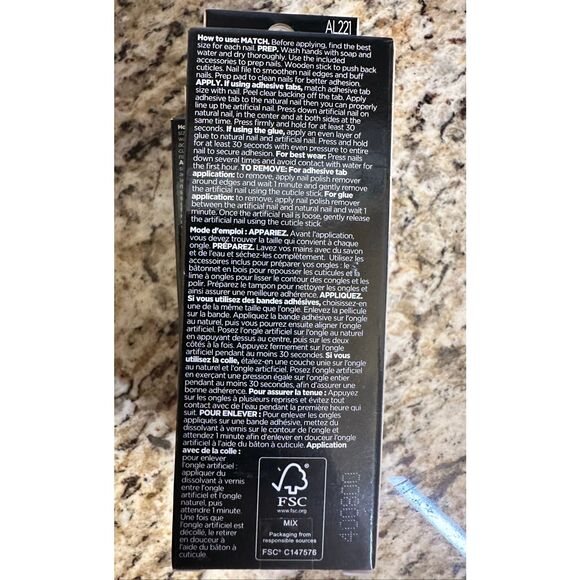 AL221
How to use: MATCH. Before applying, find the best
size for each nail. PREP. Wash hands with soap and
water and dry thoroughly. Use the included
accessories to prep nails. Wooden stick to push back
cuticles. Nail file to smoothen nail edges and buff
nails. Prep pad to clean nails for better adhesion.
APPLY. If using adhesive tabs, match adhesive tab
size with nail. Peel clear backing off the tab. Apply
adhesive tab to the natural nail then you can properly
line up the artificial nail. Press down artificial nail on
natural nail, in the center and at both sides at the
same time. Press firmly and hold for at least 30
seconds. If using the glue, apply an even layer of
glue to natural nail and artificial nail. Press and hold
for at least 30 seconds with even pressure to entire
nail to secure adhesion. For best wear: Press nails
down several times and avoid contact with water for
the first hour. TO REMOVE: For adhesive tab
application: to remove, apply nail polish remover
around edges and wait 1 minute and gently remove
the artificial nail using the cuticle stick. For glue
application: to remove, apply nail polish remover
between the artificial nail and natural nail and wait 1
minute. Once the artificial nail is loose, gently release
the artificial nail using the cuticle stick.
Mode d'emploi : APPARIEZ. Avant l'application,
vous devez trouver la taille qui convient à chaque
ongle. PRÉPAREZ. Lavez vos mains avec du savon
et de l'eau et séchez-les complètement. Utilisez les
accessoires inclus pour préparer vos ongles : le
bâtonnet en bois pour repousser les cuticules et la
lime à ongles pour lisser le contour des ongles et les
polir. Préparez le tampon pour nettoyer les ongles et
ainsi assurer une meilleure adhérence. APPLIQUEZ.
Si vous utilisez des bandes adhésives, choisissez-en
une de la même taille que l'ongle. Enlevez la pellicule
sur la bande. Appliquez la bande adhésive sur l'ongle
au naturel, puis vous pourrez ensuite aligner l'ongle
artificiel. Posez l'ongle artificiel sur l'ongle au naturel
en appuyant dessus au centre, puis sur les deux
côtés à la fois. Appuyez fermement sur l'ongle
artificiel pendant au moins 30 secondes. Si vous
utilisez la colle, étalez-en une couche unie sur l'ongle
au naturel et l'ongle artificiel. Posez l'ongle artificiel
en exerçant une pression égale sur l'ongle entier
pendant au moins 30 secondes, afin d'assurer une
bonne adhérence. Pour assurer la tenue : Appuyez
sur les ongles à plusieurs reprises et évitez tout
contact avec de l'eau pendant la première heure qui
suit. POUR ENLEVER : Pour enlever les ongles
appliqués sur une bande adhésive, mettez du
dissolvant à vernis sur le contour de l'ongle et
attendez 1 minute afin d'enlever en douceur l'ongle
artificiel à l'aide du bâton à cuticule. Application
avec de la colle :
pour enlever
l'ongle artificiel :
appliquer du
dissolvant à vernis
entre l'ongle
artificiel et l'ongle
naturel, puis
attendre 1 minute.
Une fois que
l'ongle artificiel est
décollé, le retirer
en douceur à
l'aide du bâton à
cuticule.
FSC
www.fsc.org
MIX
Packaging from
responsible sources
FSC® C147576